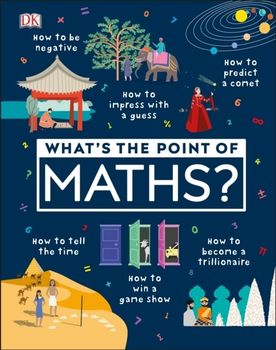 DK
How to be
negative
How to
impress with
a guess
How to
predict
a comet
WHAT'S THE POINT OF
MATHS?
How to tell
the time
How to
win a
game show
How to
become a
trillionaire